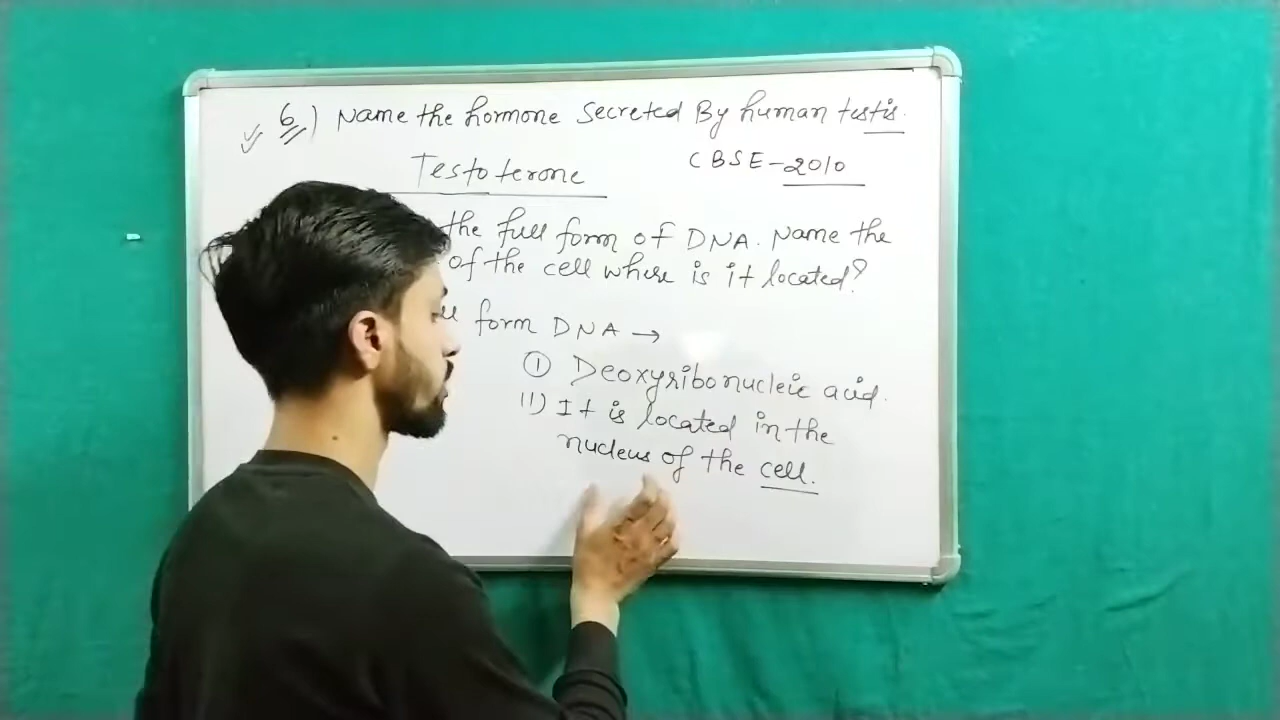 6) Name the hormone secreted By human testis.
Testoterone
CBSE-2010
the full form of DNA. Name the
of the cell where is it located?
form DNA →
① Deoxyribonucleic acid.
II) It is located in the
nucleus of the cell.